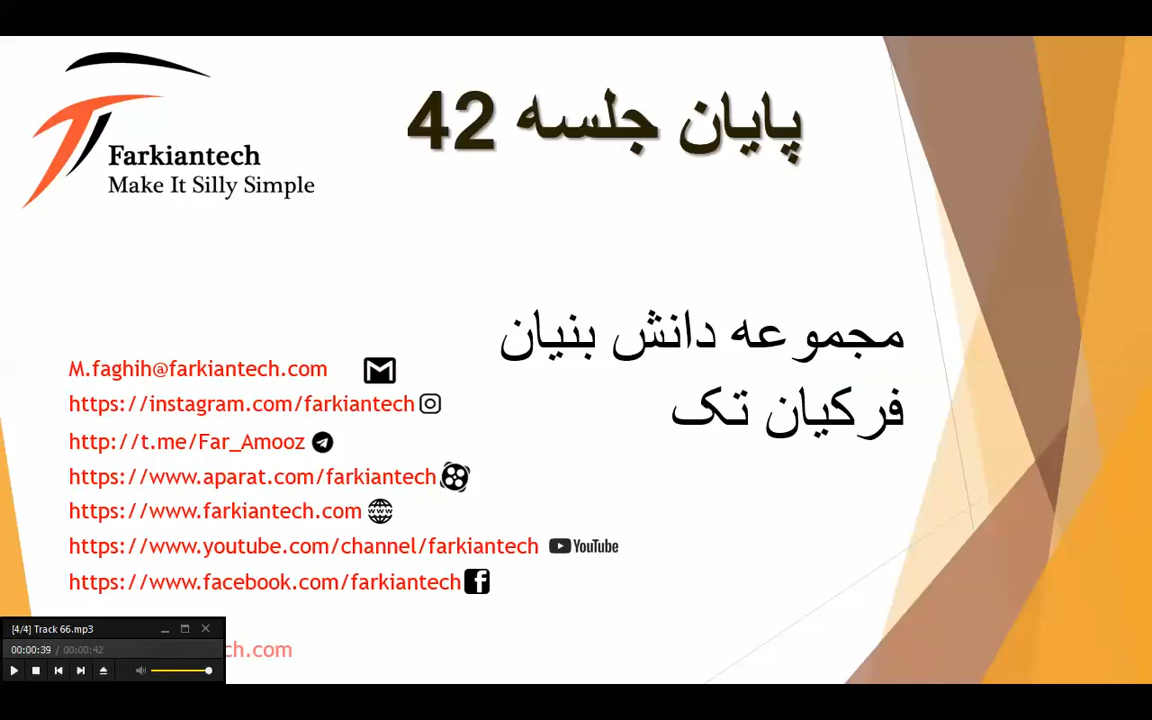 Farkiantech
Make It Silly Simple
پایان جلسه 42
مجموعه دانش بنیان
فرکیان تک
M.faghih@farkiantech.com
https://instagram.com/farkiantech
http://t.me/Far_Amooz
https://www.aparat.com/farkiantech
https://www.farkiantech.com
www
https://www.youtube.com/channel/farkiantech
YouTube
https://www.facebook.com/farkiantech
[4/4] Track 66.mp3
00:00:39 / 00:00:42
ch.com